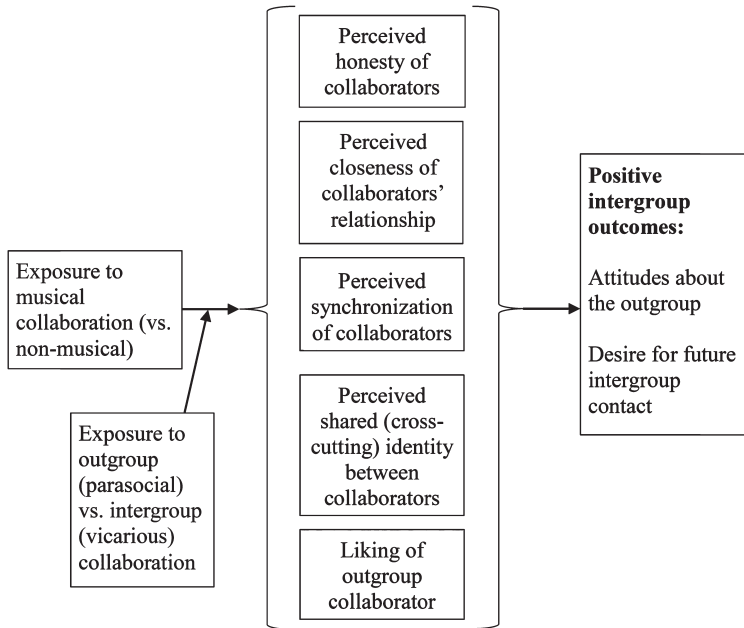 Exposure to
musical
collaboration (vs.
non-musical)
Exposure to
outgroup
(parasocial)
vs. intergroup
(vicarious)
collaboration
Perceived
honesty of
collaborators
Perceived
closeness of
collaborators'
relationship
Perceived
synchronization
of collaborators
Perceived
shared (cross-
cutting) identity
between
collaborators
Liking of
outgroup
collaborator
Positive
intergroup
outcomes:
Attitudes about
the outgroup
Desire for future
intergroup
contact